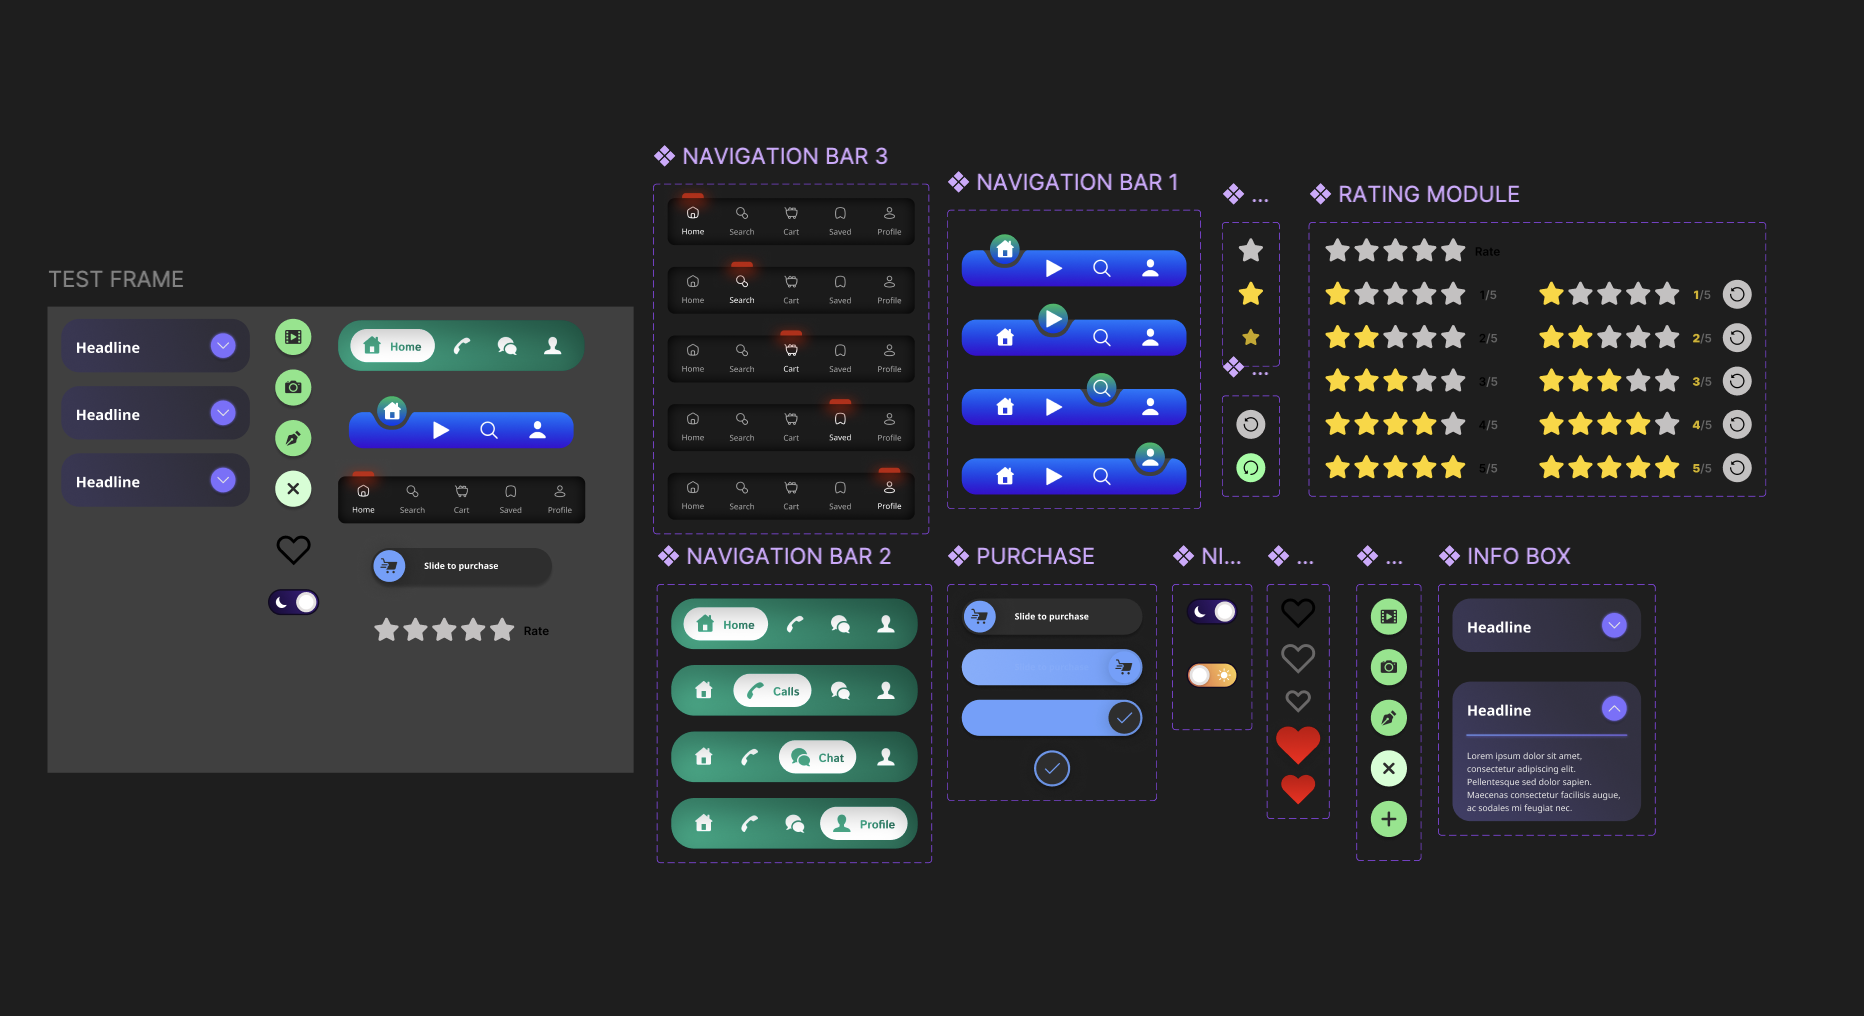 TEST FRAME
Headline
Headline
Headline
Home
Home
Search
Cart
Saved
Profile
Slide to purchase
Rate
NAVIGATION BAR 3
Home
Search
Cart
Saved
Profile
Home
Search
Cart
Saved
Profile
Home
Search
Cart
Saved
Profile
Home
Search
Cart
Saved
Profile
Home
Search
Cart
Saved
Profile
NAVIGATION BAR 1
...
...
RATING MODULE
Rate
1/5
1/5
2/5
2/5
3/5
3/5
4/5
4/5
5/5
5/5
NAVIGATION BAR 2
Home
Calls
Chat
Profile
PURCHASE
Slide to purchase
NI...
...
...
INFO BOX
Headline
Headline
Lorem ipsum dolor sit amet,
consectetur adipiscing elit.
Pellentesque sed dolor sapien.
Maecenas consectetur facilisis augue,
ac sodales mi feugiat nec.